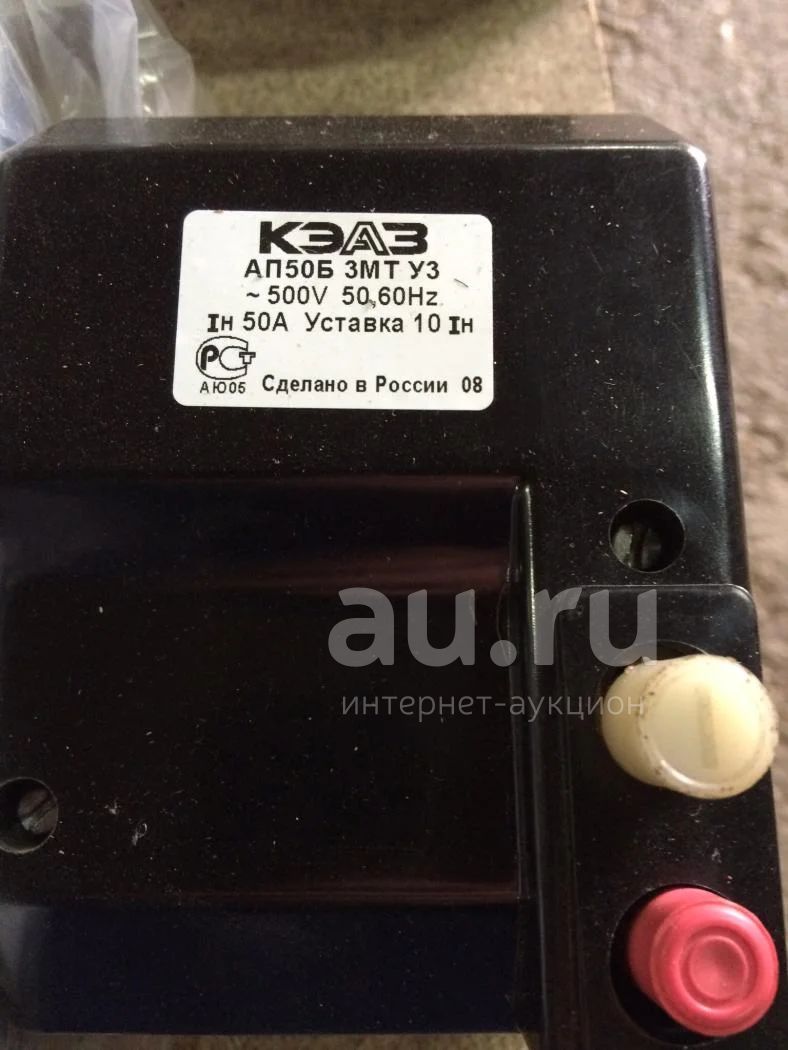 КЭАЗ
АП50Б 3МТ У3
~ 500V 50,60Hz
Iн 50А Уставка 10 Iн
РСТ
АЮ05 Сделано в России 08
au.ru
интернет-аукцион